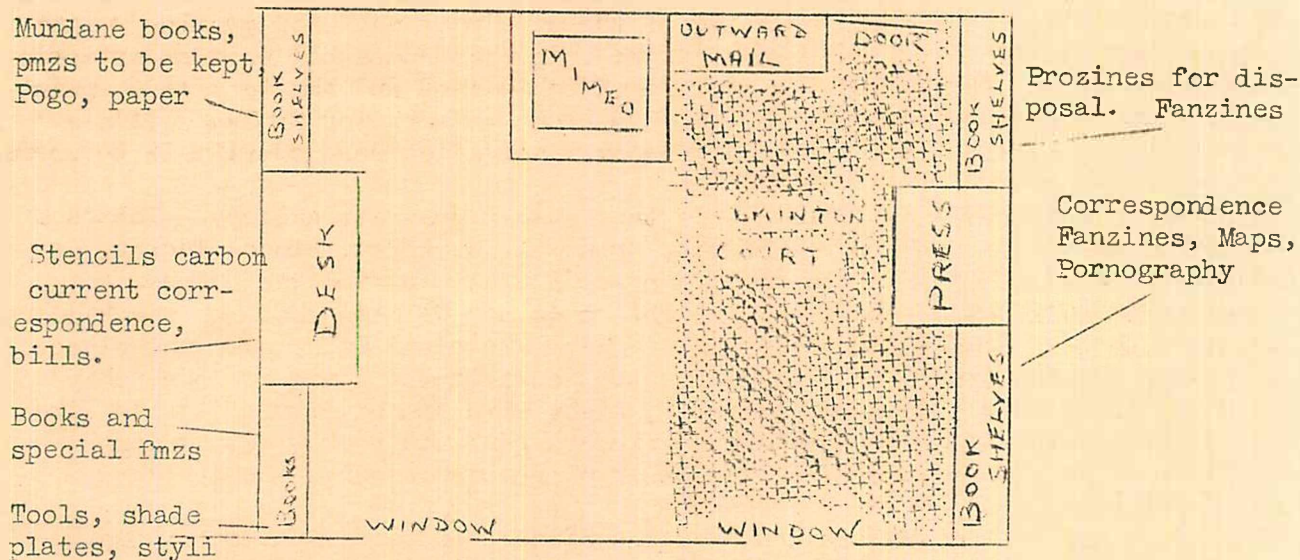 Mundane books,
pmzs to be kept,
Pogo, paper
BOOK
SHELVES
MIMEO
OUTWARD
MAIL
DOOR
BOOK
SHELVES
Prozines for dis-
posal. Fanzines
Stencils carbon
current corr-
espondence,
bills.
DESK
COURT
PRESS
Correspondence
Fanzines, Maps,
Pornography
Books and
special fmzs
BOOKS
Tools, shade
plates, styli
WINDOW
WINDOW
BOOK
SHELVES